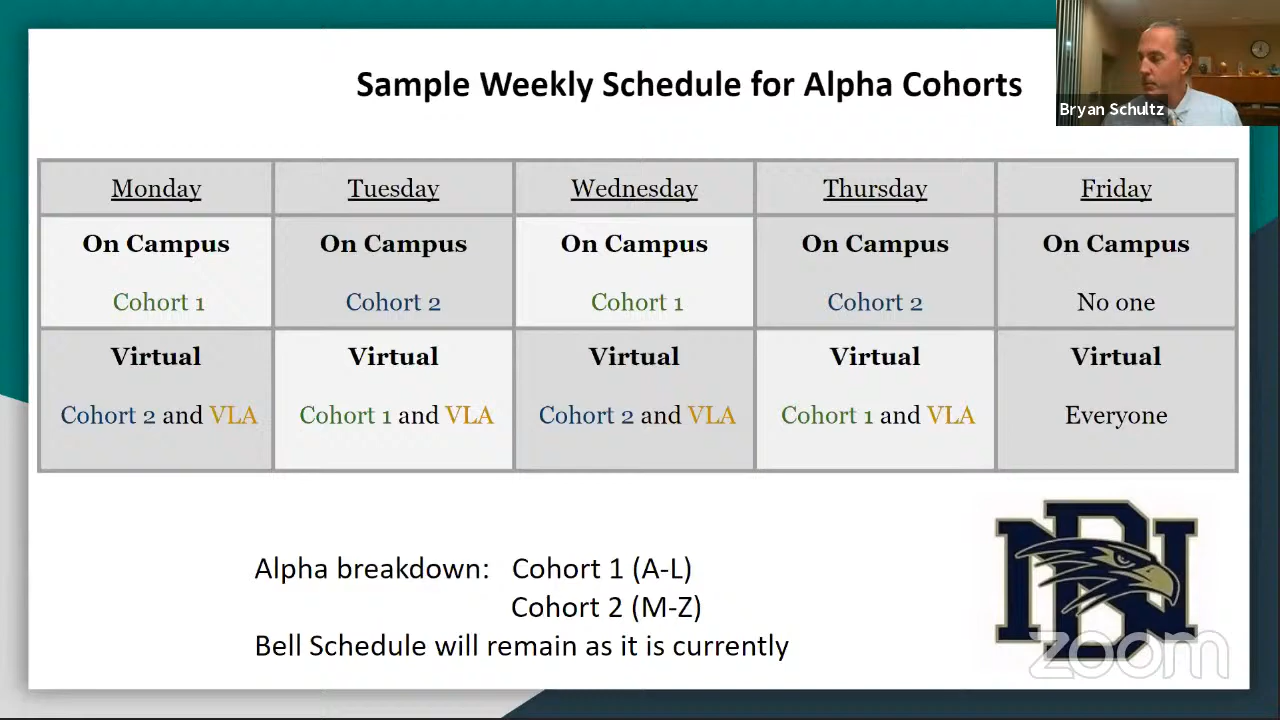 Sample Weekly Schedule for Alpha Cohorts
Bryan Schultz
Monday Tuesday Wednesday Thursday Friday
On Campus On Campus On Campus On Campus On Campus
Cohort 1 Cohort 2 Cohort 1 Cohort 2 No one
Virtual Virtual Virtual Virtual Virtual
Cohort 2 and VLA Cohort 1 and VLA Cohort 2 and VLA Cohort 1 and VLA Everyone
Alpha breakdown: Cohort 1 (A-L)
Cohort 2 (M-Z)
Bell Schedule will remain as it is currently
BN
zoom